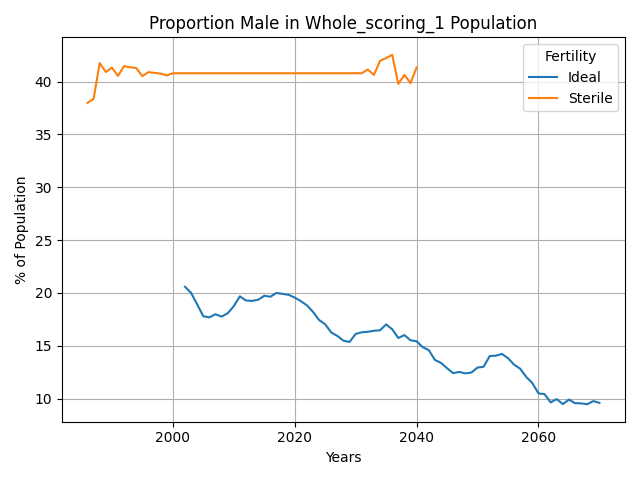 Proportion Male in Whole_scoring_1 Population
Fertility
Ideal
Sterile
% of Population
40
35
30
25
20
15
10
2000
2020
2040
2060
Years